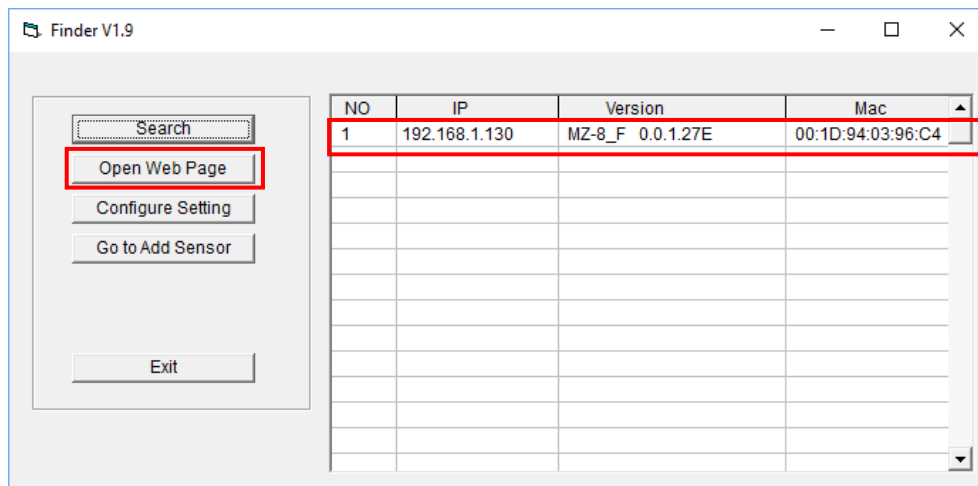 Finder V1.9
Search
Open Web Page
Configure Setting
Go to Add Sensor
Exit
NO IP Version Mac
1 192.168.1.130 MZ-8_F 0.0.1.27E 00:1D:94:03:96:C4